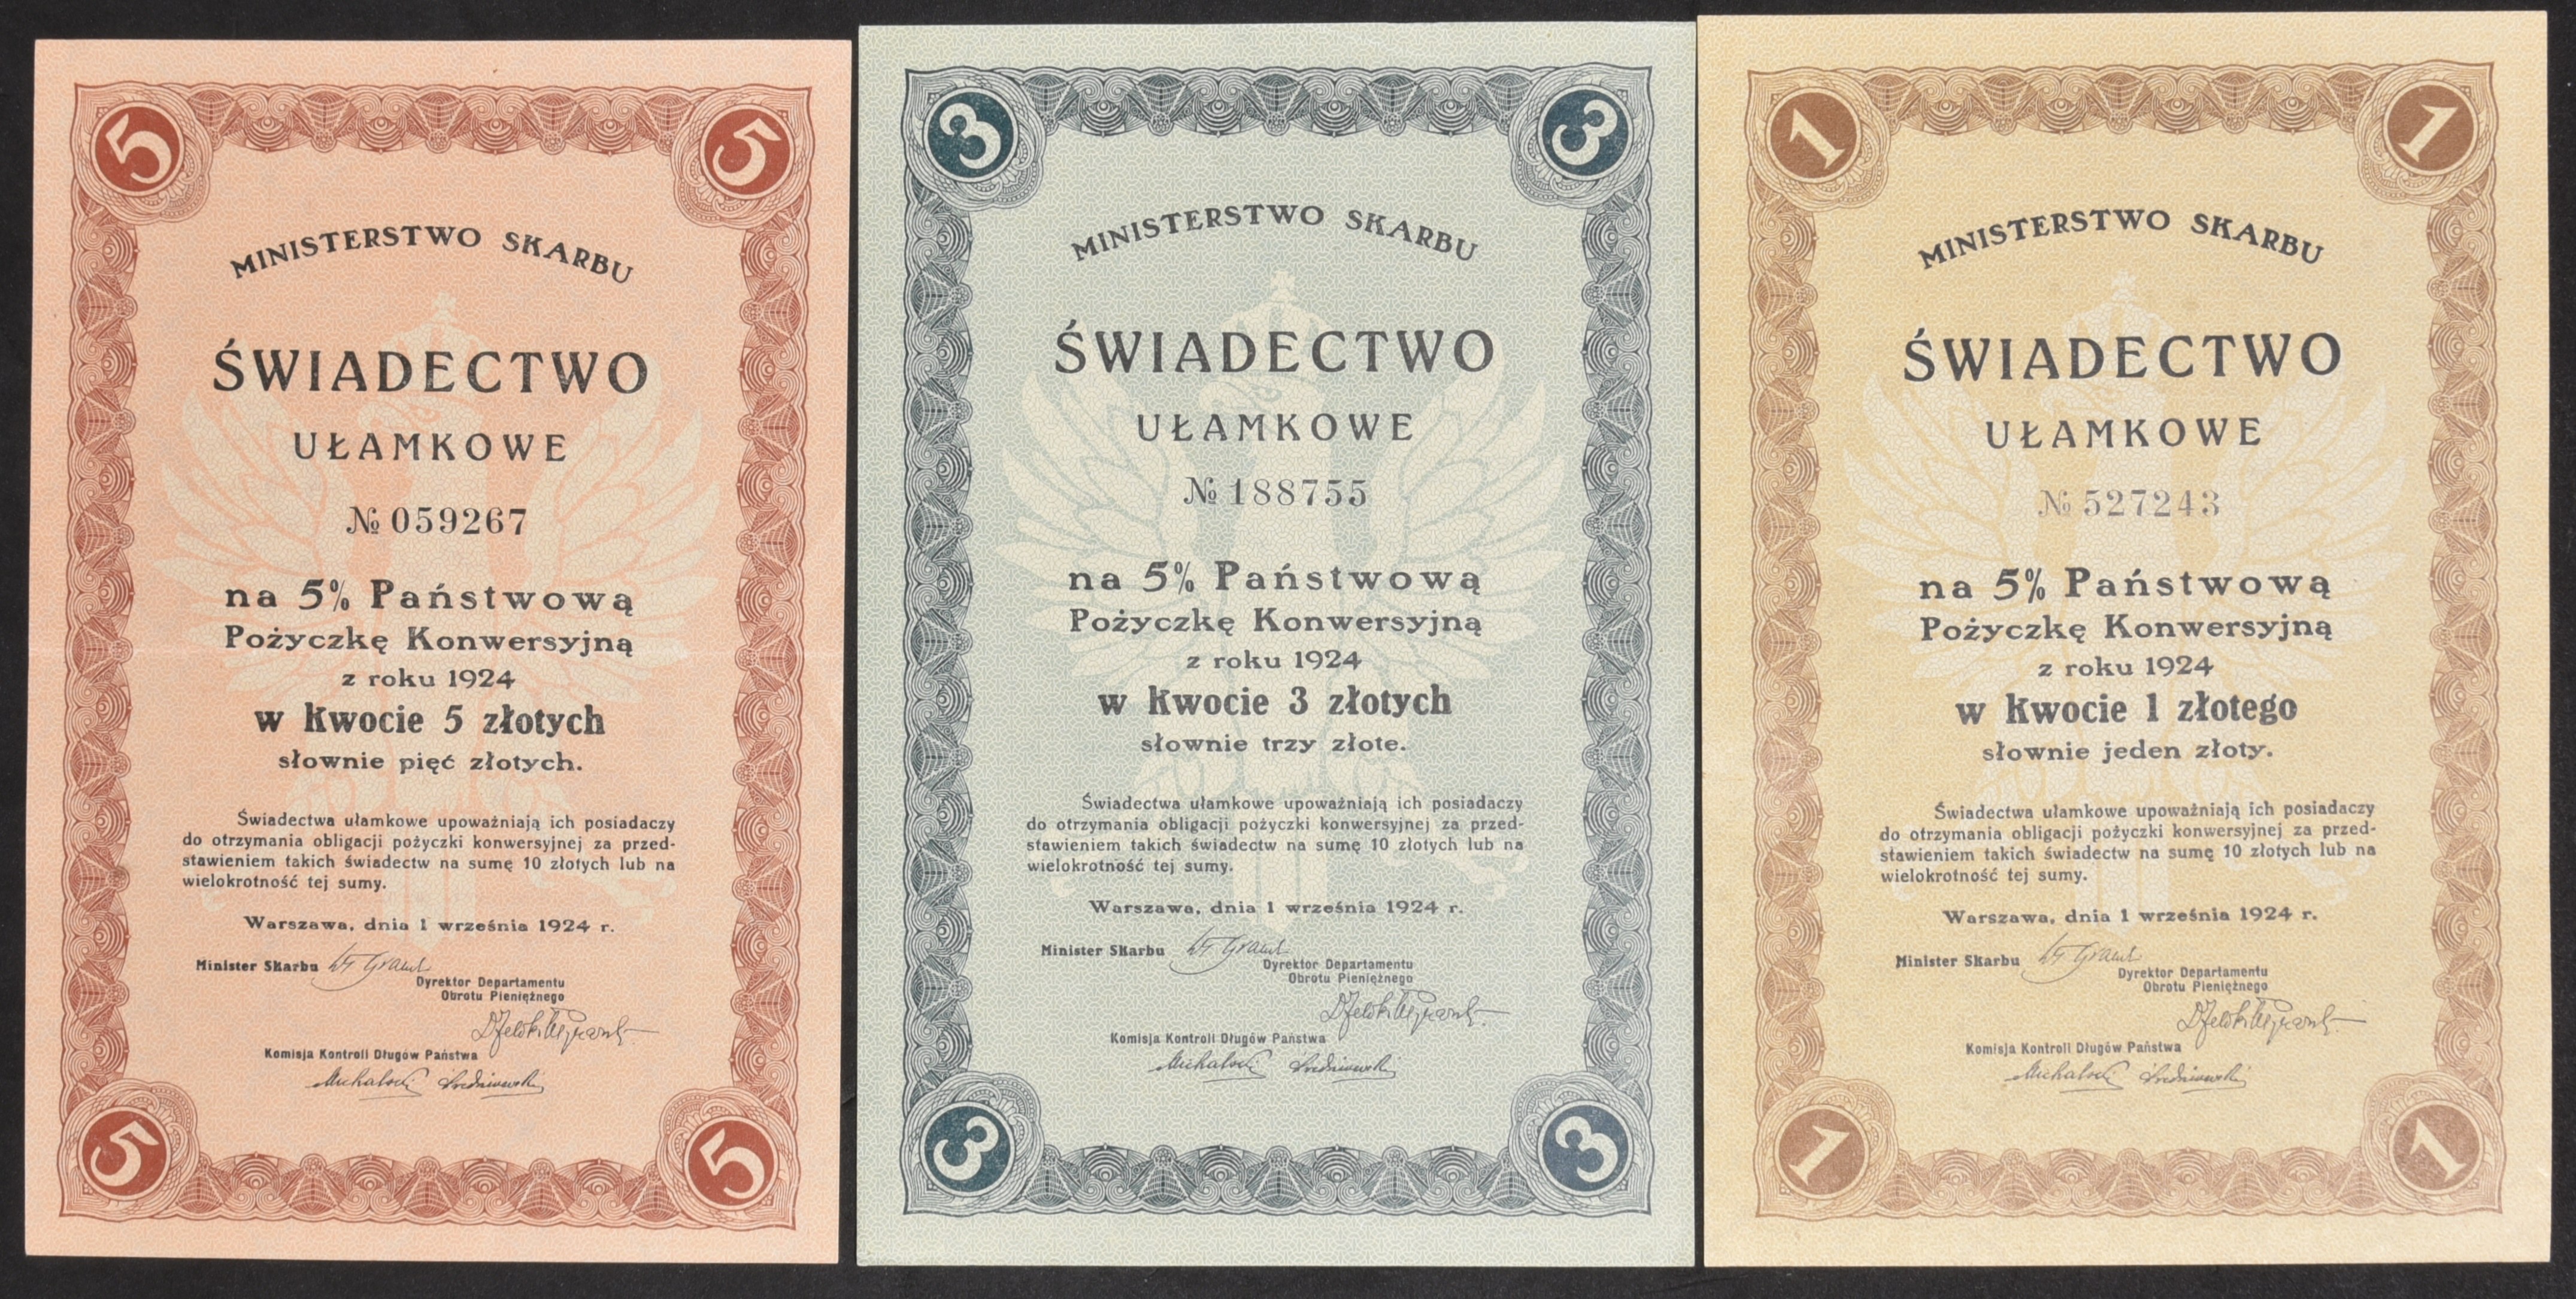 5 5
MINISTERSTWO SKARBU
ŚWIADECTWO
UŁAMKOWE
№ 059267
na 5% Państwową
Pożyczkę Konwersyjną
z roku 1924
w kwocie 5 złotych
słownie pięć złotych.
Świadectwa ułamkowe upoważniają ich posiadaczy
do otrzymania obligacji pożyczki konwersyjnej za przed-
stawieniem takich świadectw na sumę 10 złotych lub na
wielokrotność tej sumy.
Warszawa, dnia 1 września 1924 r.
Minister Skarbu
Dyrektor Departamentu
Obrotu Pieniężnego
Komisja Kontroli Długów Państwa
5 5
3 3
MINISTERSTWO SKARBU
ŚWIADECTWO
UŁAMKOWE
№ 188755
na 5% Państwową
Pożyczkę Konwersyjną
z roku 1924
w kwocie 3 złotych
słownie trzy złote.
Świadectwa ułamkowe upoważniają ich posiadaczy
do otrzymania obligacji pożyczki konwersyjnej za przed-
stawieniem takich świadectw na sumę 10 złotych lub na
wielokrotność tej sumy.
Warszawa, dnia 1 września 1924 r.
Minister Skarbu
Dyrektor Departamentu
Obrotu Pieniężnego
Komisja Kontroli Długów Państwa
3 3
1 1
MINISTERSTWO SKARBU
ŚWIADECTWO
UŁAMKOWE
№ 527243
na 5% Państwową
Pożyczkę Konwersyjną
z roku 1924
w kwocie 1 złotego
słownie jeden złoty.
Świadectwa ułamkowe upoważniają ich posiadaczy
do otrzymania obligacji pożyczki konwersyjnej za przed-
stawieniem takich świadectw na sumę 10 złotych lub na
wielokrotność tej sumy.
Warszawa, dnia 1 września 1924 r.
Minister Skarbu
Dyrektor Departamentu
Obrotu Pieniężnego
Komisja Kontroli Długów Państwa
1 1